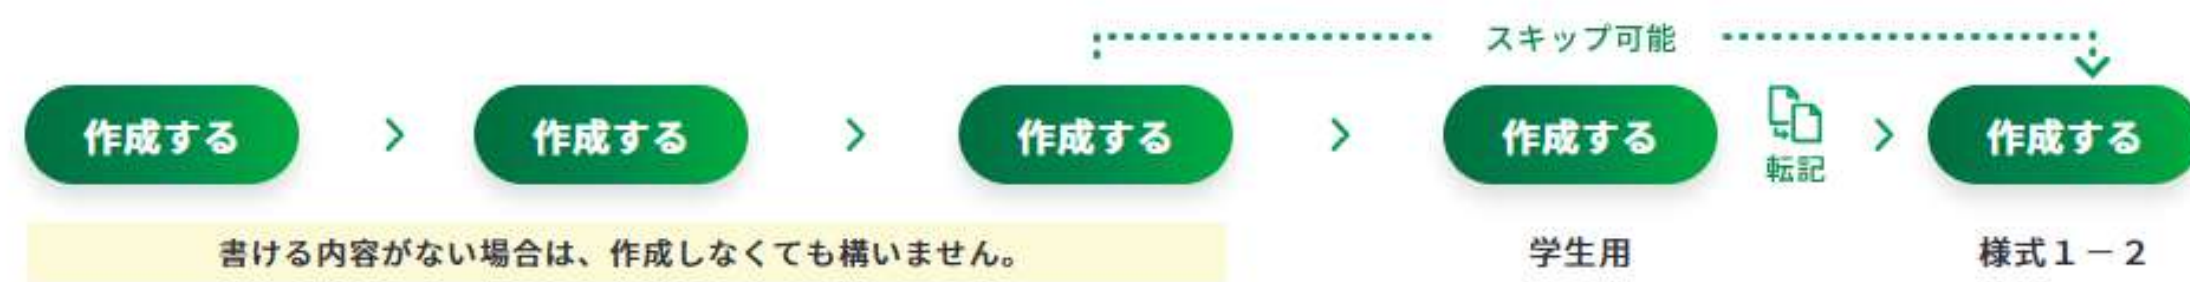 スキップ可能
作成する 作成する 作成する 作成する 作成する
転記
書ける内容がない場合は、作成しなくても構いません。 学生用 様式１－２